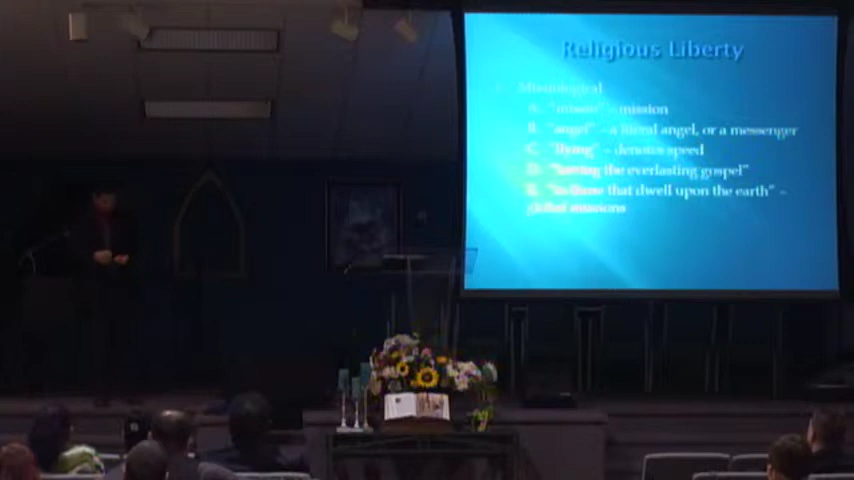 Religious Liberty
Missiological
A. "mission" – mission
B. "angel" – a literal angel, or a messenger
C. "flying" – denotes speed
D. "having the everlasting gospel"
E. "to those that dwell upon the earth" –
global missions